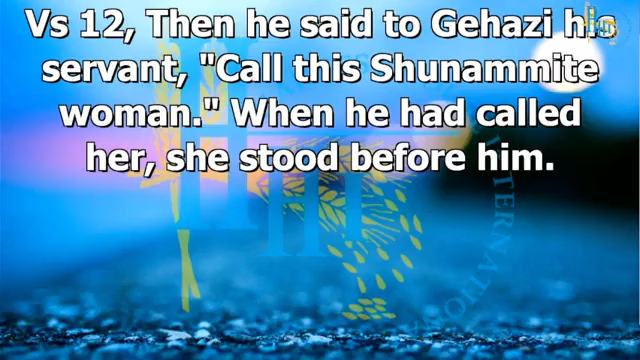 Vs 12, Then he said to Gehazi his
servant, "Call this Shunammite
woman." When he had called
her, she stood before him.